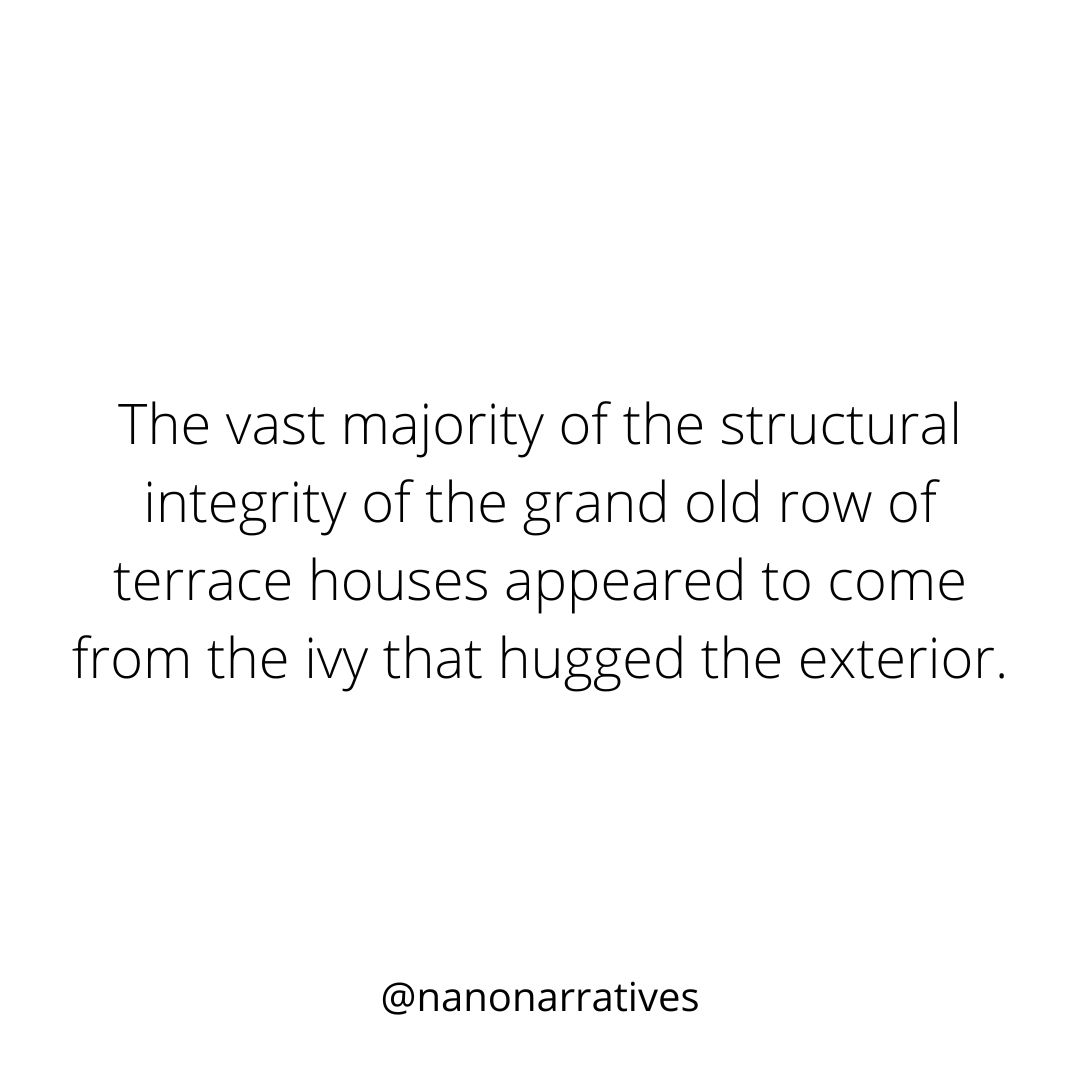 The vast majority of the structural
integrity of the grand old row of
terrace houses appeared to come
from the ivy that hugged the exterior.
@nanonarratives